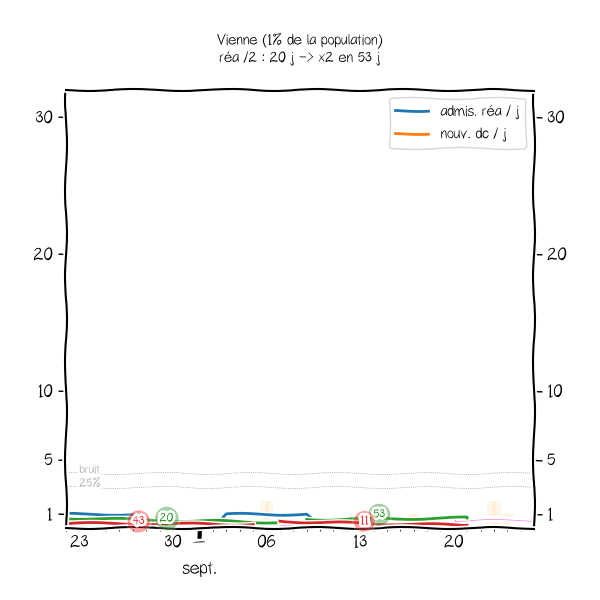 Vienne (1% de la population)
réa /2 : 20 j -> x2 en 53 j
admis. réa / j
nouv. dc / j
30 30
20 20
10 10
5 5
bruit
25%
1 1
43 20 11 53
23 30 06 13 20
sept.